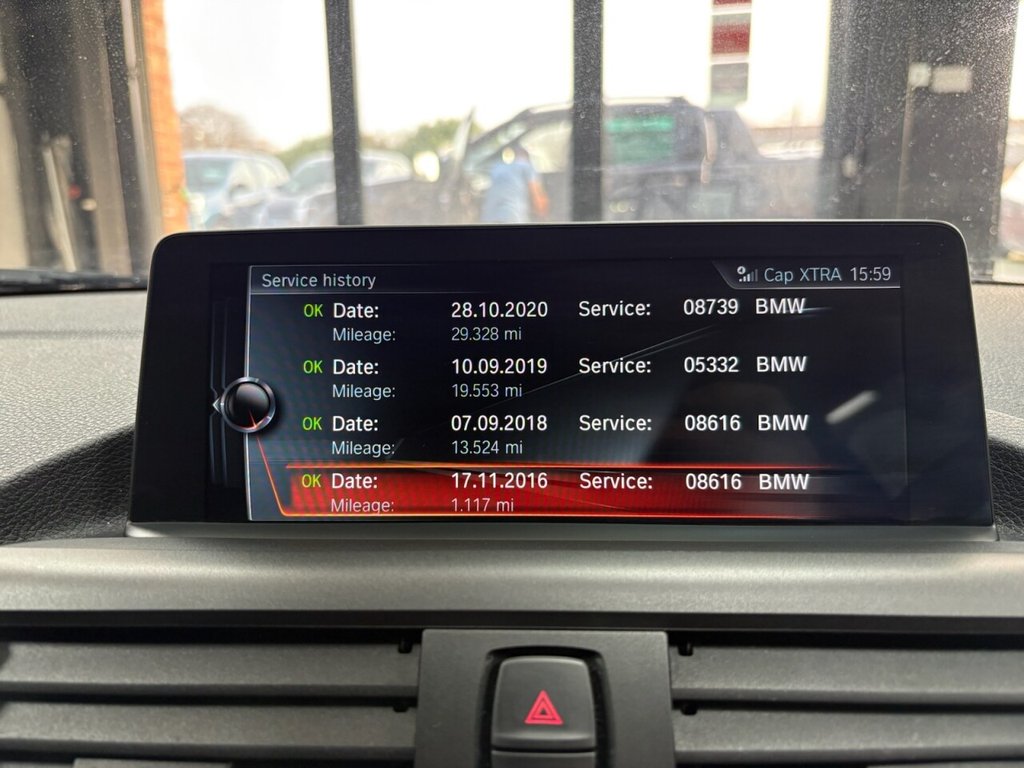 Service history Cap XTRA 15:59
OK Date: 28.10.2020 Service: 08739 BMW
Mileage: 29.328 mi
OK Date: 10.09.2019 Service: 05332 BMW
Mileage: 19.553 mi
OK Date: 07.09.2018 Service: 08616 BMW
Mileage: 13.524 mi
OK Date: 17.11.2016 Service: 08616 BMW
Mileage: 1.117 mi